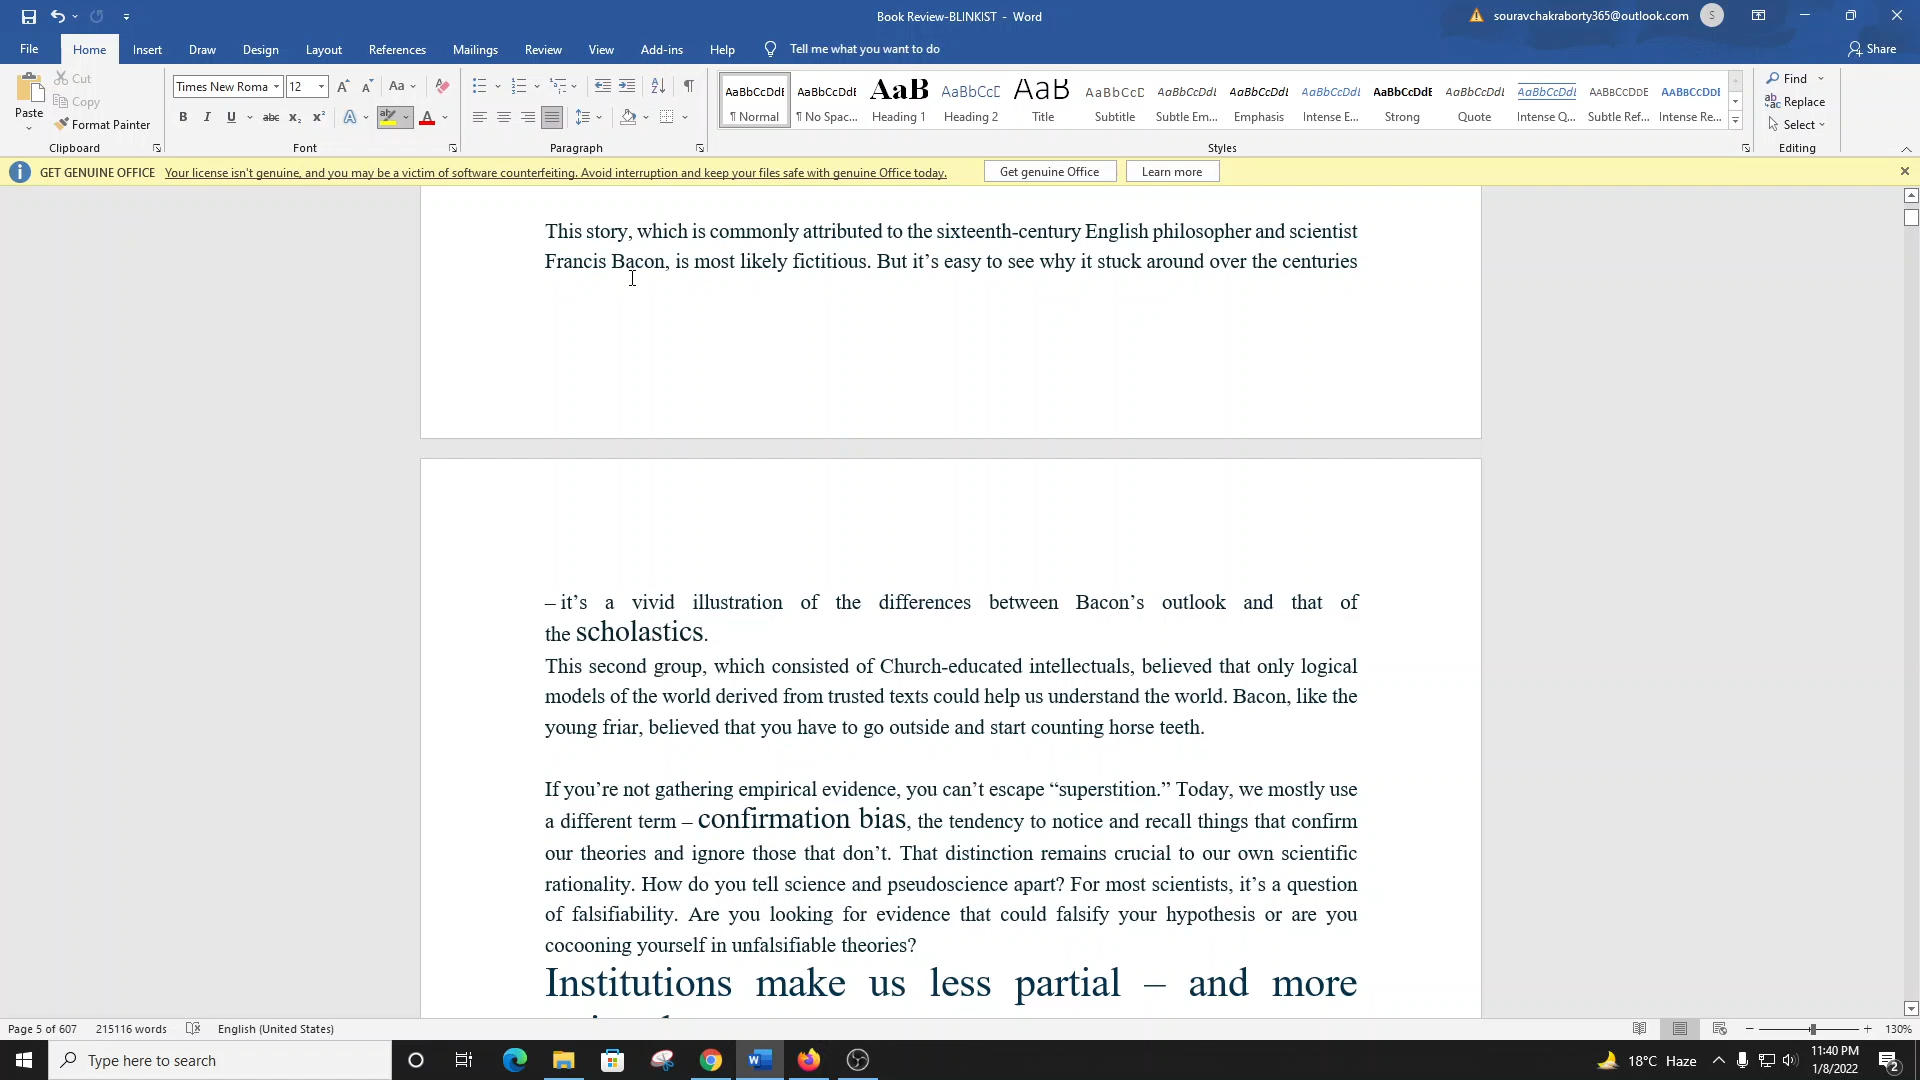 Book Review-BLINKIST - Word
souravchakraborty365@outlook.com
S
File Home Insert Draw Design Layout References Mailings Review View Add-ins Help Tell me what you want to do
Share
Paste
Cut
Copy
Format Painter
Clipboard
Times New Roma 12
Font
Paragraph
AaBbCcDdE AaBbCcDdE AaB AaBbCcD AaB AaBbCcD AaBbCcDdE AaBbCcDdE AaBbCcDdE AaBbCcDdE AaBbCcDdE AaBbCcDdE AABBCCDDE AABBCCDDE
¶ Normal ¶ No Spac... Heading 1 Heading 2 Title Subtitle Subtle Em... Emphasis Intense E... Strong Quote Intense Q... Subtle Ref... Intense Re...
Styles
Find
Replace
Select
Editing
GET GENUINE OFFICE Your license isn't genuine, and you may be a victim of software counterfeiting. Avoid interruption and keep your files safe with genuine Office today. Get genuine Office Learn more
This story, which is commonly attributed to the sixteenth-century English philosopher and scientist
Francis Bacon, is most likely fictitious. But it’s easy to see why it stuck around over the centuries
– it’s a vivid illustration of the differences between Bacon’s outlook and that of
the scholastics.
This second group, which consisted of Church-educated intellectuals, believed that only logical
models of the world derived from trusted texts could help us understand the world. Bacon, like the
young friar, believed that you have to go outside and start counting horse teeth.
If you’re not gathering empirical evidence, you can’t escape “superstition.” Today, we mostly use
a different term – confirmation bias, the tendency to notice and recall things that confirm
our theories and ignore those that don’t. That distinction remains crucial to our own scientific
rationality. How do you tell science and pseudoscience apart? For most scientists, it’s a question
of falsifiability. Are you looking for evidence that could falsify your hypothesis or are you
cocooning yourself in unfalsifiable theories?
Institutions make us less partial – and more
Page 5 of 607 215116 words English (United States)
130%
Type here to search
18°C Haze
11:40 PM
1/8/2022
2